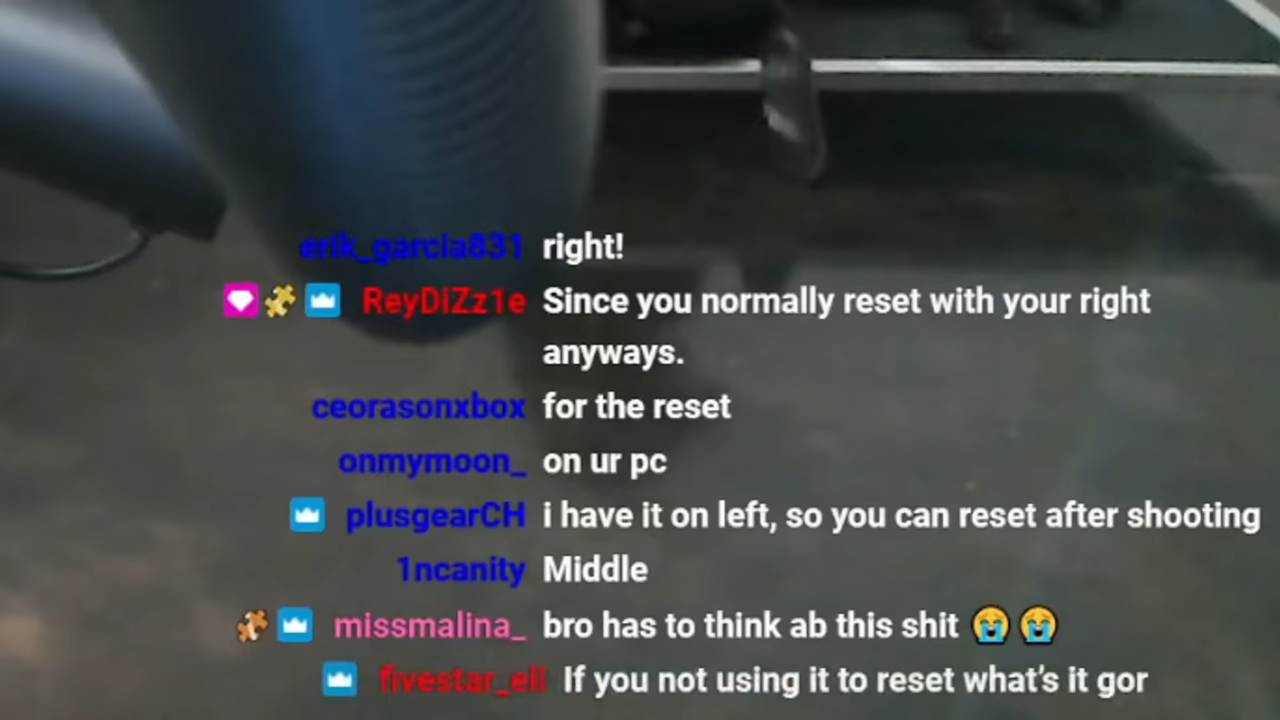 erik_garcia831 right!
ReyDiZz1e Since you normally reset with your right
anyways.
ceorasonxbox for the reset
onmymoon_ on ur pc
plusgearCH i have it on left, so you can reset after shooting
1ncanity Middle
missmalina_ bro has to think ab this shit 😭 😭
fivestar_eli If you not using it to reset what's it gor